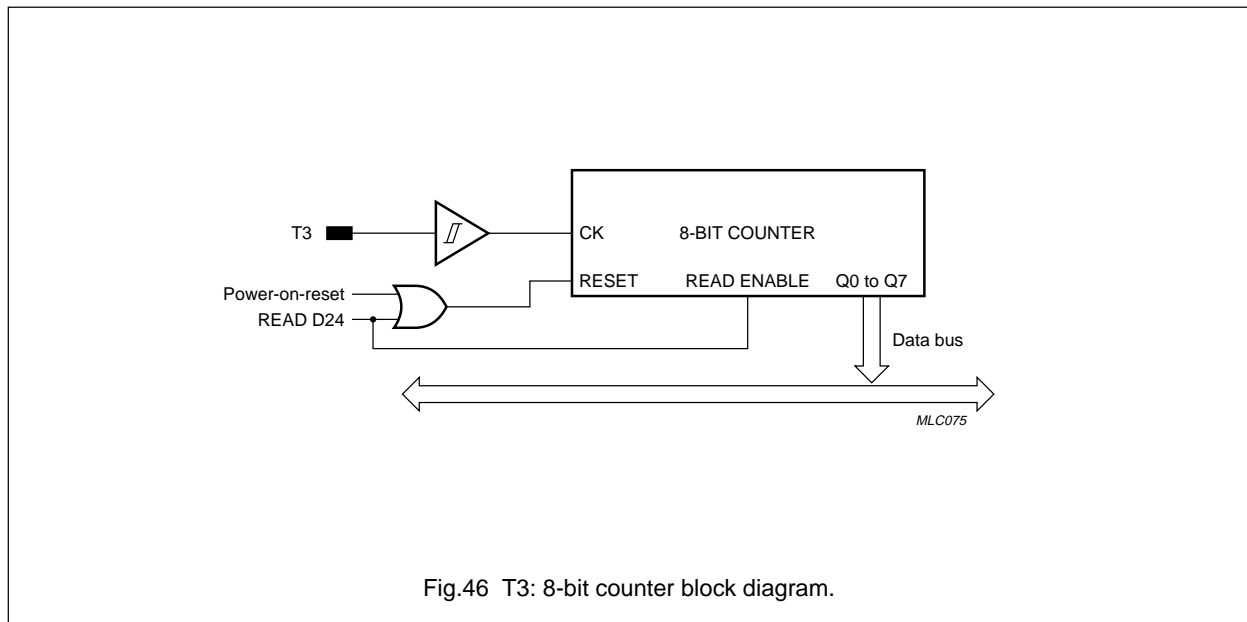 T3
CK 8-BIT COUNTER
RESET READ ENABLE Q0 to Q7
Power-on-reset
READ D24
Data bus
MLC075
Fig.46 T3: 8-bit counter block diagram.